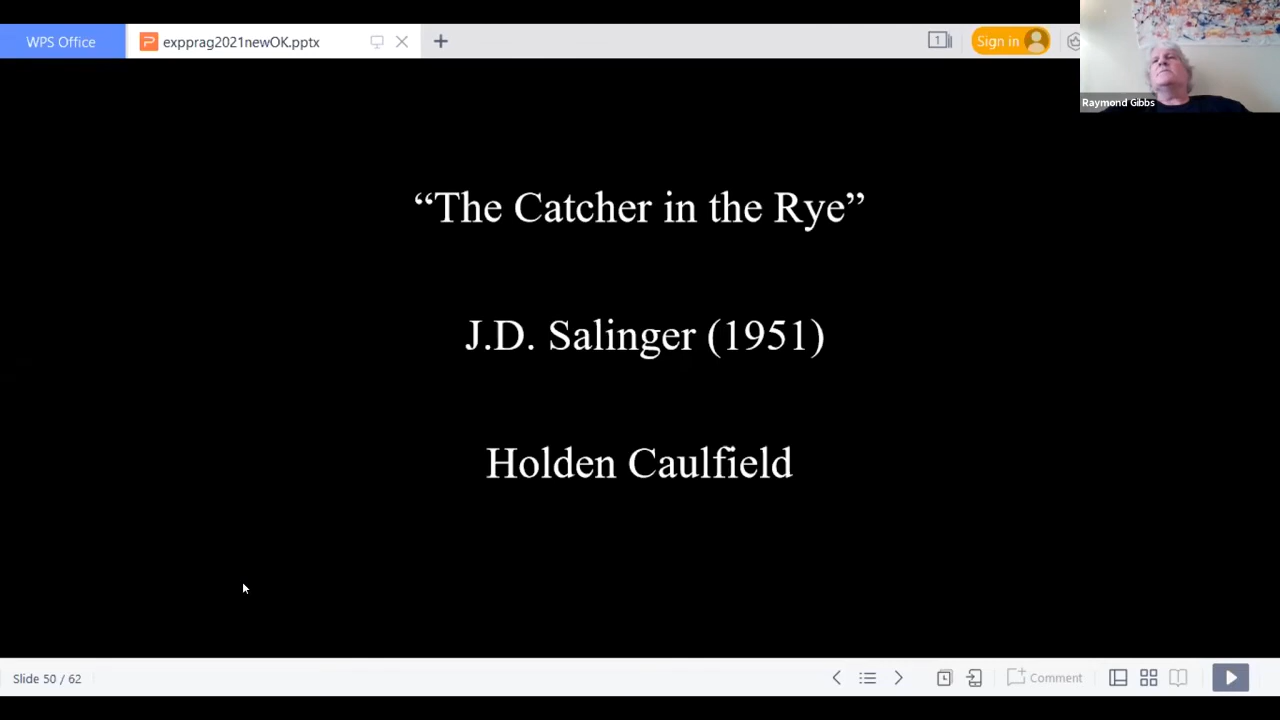 WPS Office
expprag2021newOK.pptx
1
Sign in
Raymond Gibbs
“The Catcher in the Rye”
J.D. Salinger (1951)
Holden Caulfield
Slide 50 / 62
Comment